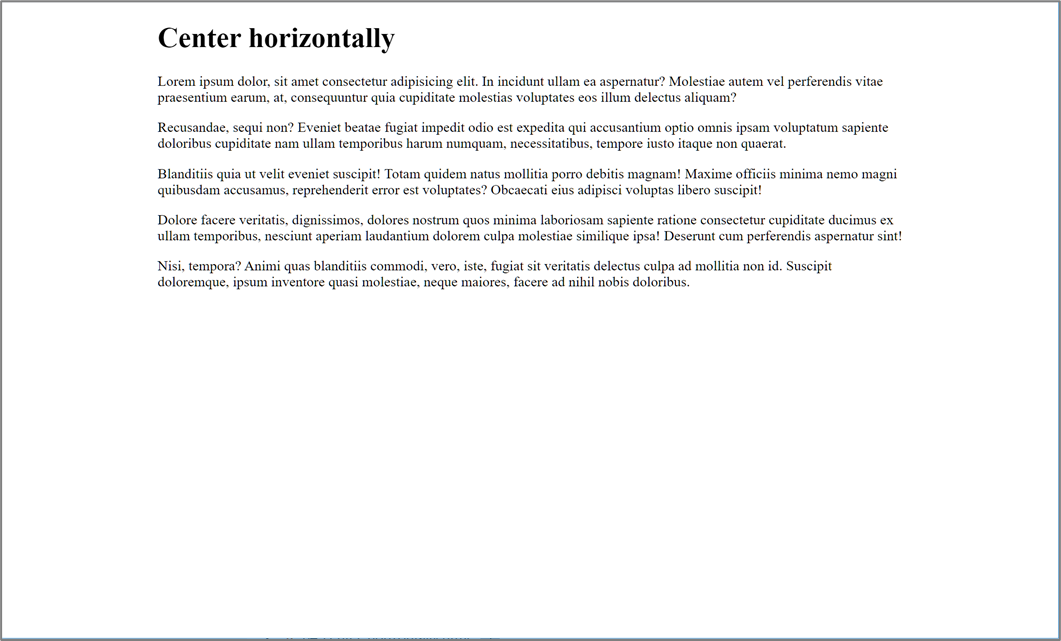 Center horizontally
Lorem ipsum dolor, sit amet consectetur adipisicing elit. In incidunt ullam ea aspernatur? Molestiae autem vel perferendis vitae
praesentium earum, at, consequuntur quia cupiditate molestias voluptates eos illum delectus aliquam?
Recusandae, sequi non? Eveniet beatae fugiat impedit odio est expedita qui accusantium optio omnis ipsam voluptatum sapiente
doloribus cupiditate nam ullam temporibus harum numquam, necessitatibus, tempore iusto itaque non quaerat.
Blanditiis quia ut velit eveniet suscipit! Totam quidem natus mollitia porro debitis magnam! Maxime officiis minima nemo magni
quibusdam accusamus, reprehenderit error est voluptates? Obcaecati eius adipisci voluptas libero suscipit!
Dolore facere veritatis, dignissimos, dolores nostrum quos minima laboriosam sapiente ratione consectetur cupiditate ducimus ex
ullam temporibus, nesciunt aperiam laudantium dolorem culpa molestiae similique ipsa! Deserunt cum perferendis aspernatur sint!
Nisi, tempora? Animi quas blanditiis commodi, vero, iste, fugiat sit veritatis delectus culpa ad mollitia non id. Suscipit
doloremque, ipsum inventore quasi molestiae, neque maiores, facere ad nihil nobis doloribus.